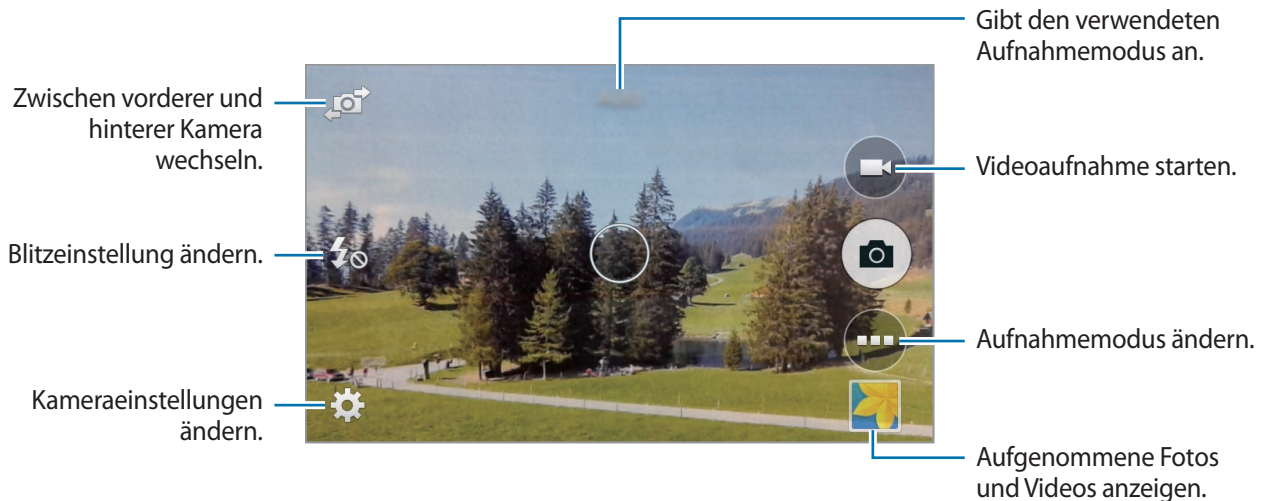 Gibt den verwendeten
Aufnahmemodus an.
Zwischen vorderer und
hinterer Kamera
wechseln.
Videoaufnahme starten.
Blitzeinstellung ändern.
Aufnahmemodus ändern.
Kameraeinstellungen
ändern.
Aufgenommene Fotos
und Videos anzeigen.